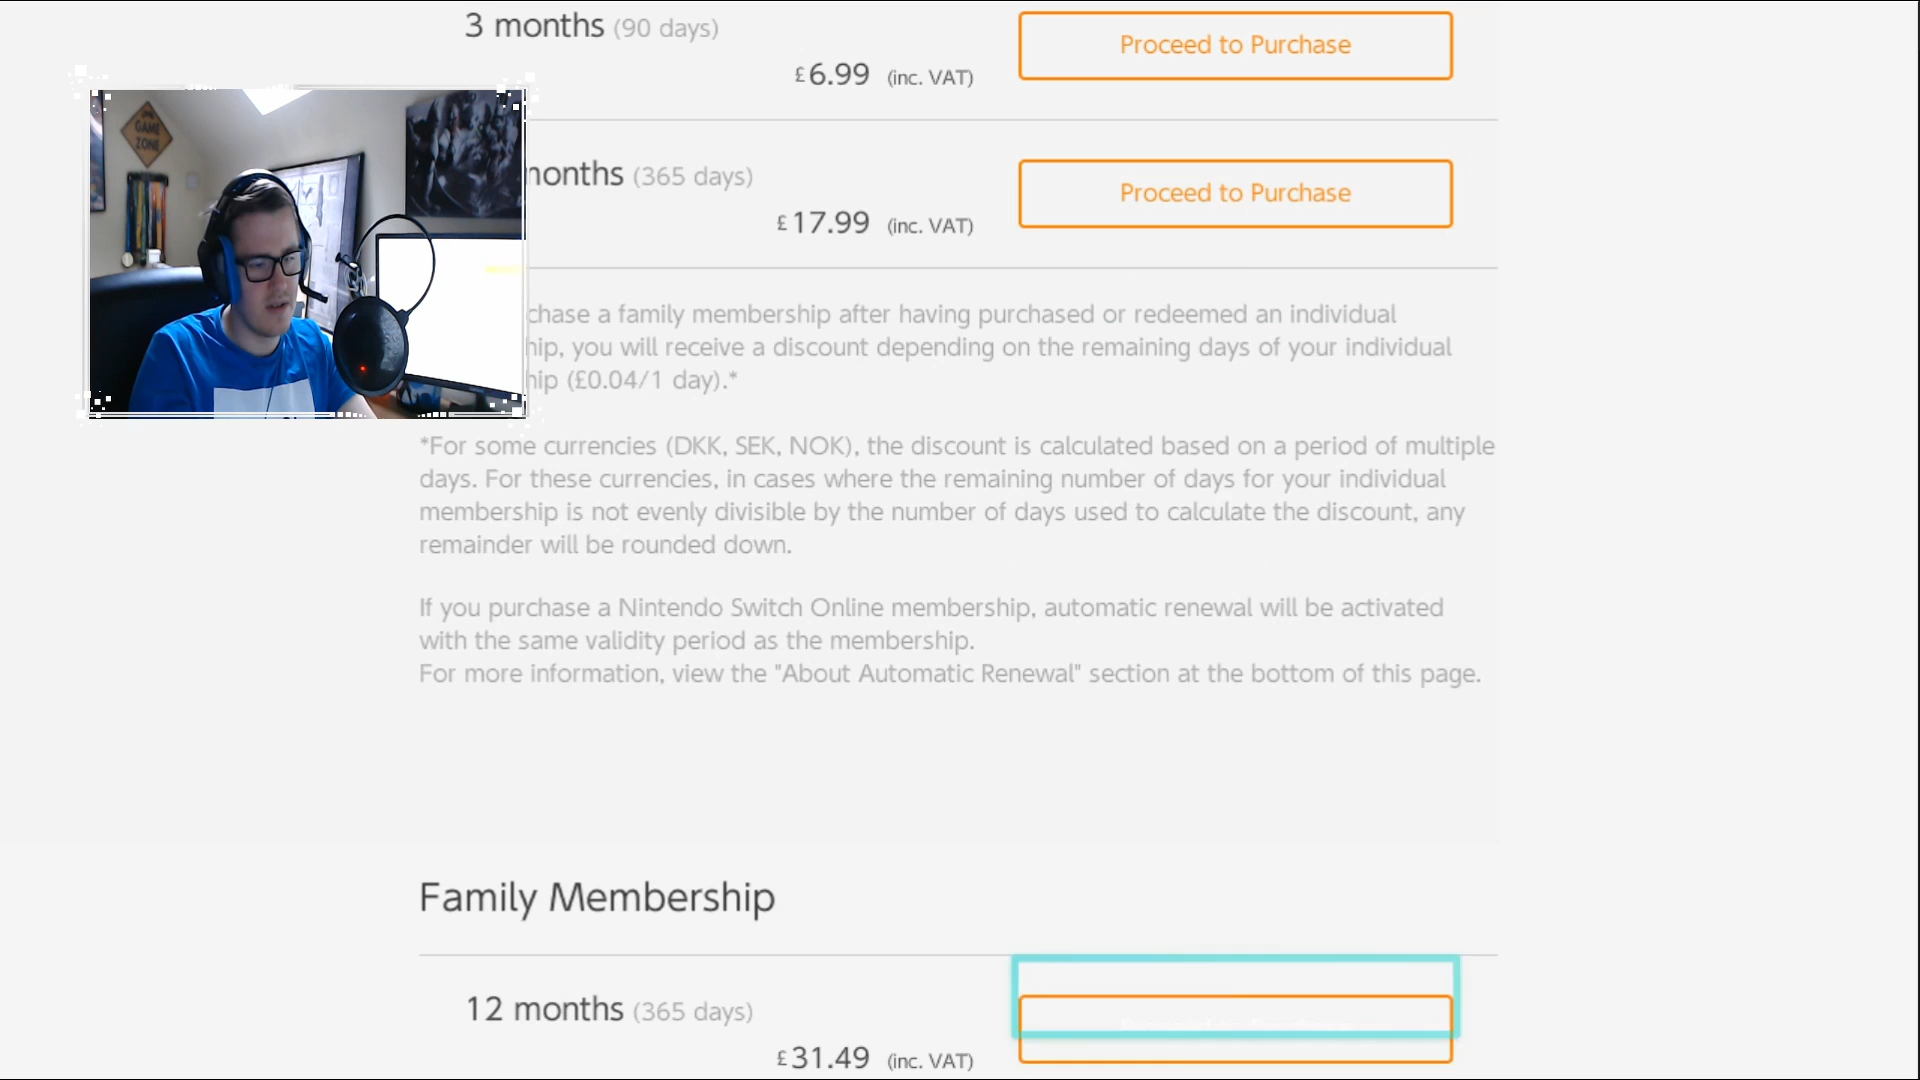 3 months (90 days)
Proceed to Purchase
£6.99 (inc. VAT)
GAME
ZONE
months (365 days)
Proceed to Purchase
£17.99 (inc. VAT)
chase a family membership after having purchased or redeemed an individual
hip, you will receive a discount depending on the remaining days of your individual
hip (£0.04/1 day).*
*For some currencies (DKK, SEK, NOK), the discount is calculated based on a period of multiple
days. For these currencies, in cases where the remaining number of days for your individual
membership is not evenly divisible by the number of days used to calculate the discount, any
remainder will be rounded down.
If you purchase a Nintendo Switch Online membership, automatic renewal will be activated
with the same validity period as the membership.
For more information, view the "About Automatic Renewal" section at the bottom of this page.
Family Membership
12 months (365 days)
£31.49 (inc. VAT)